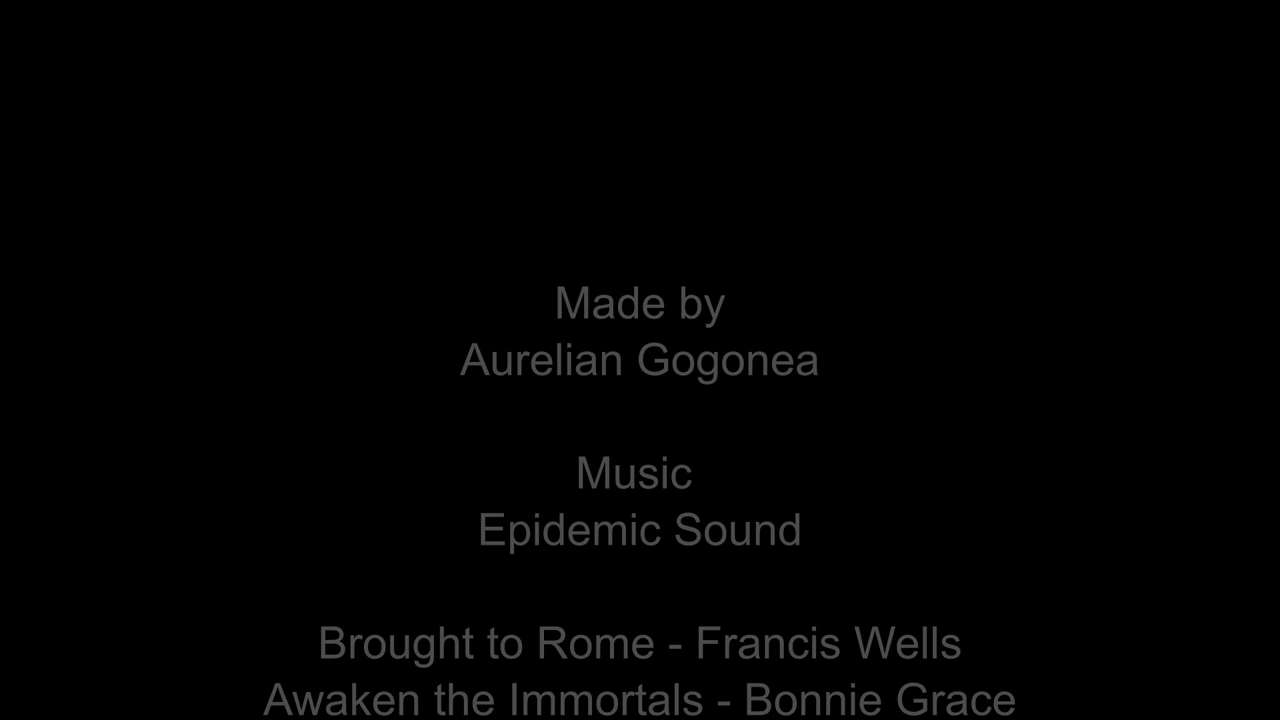 Made by
Aurelian Gogonea
Music
Epidemic Sound
Brought to Rome - Francis Wells
Awaken the Immortals - Bonnie Grace